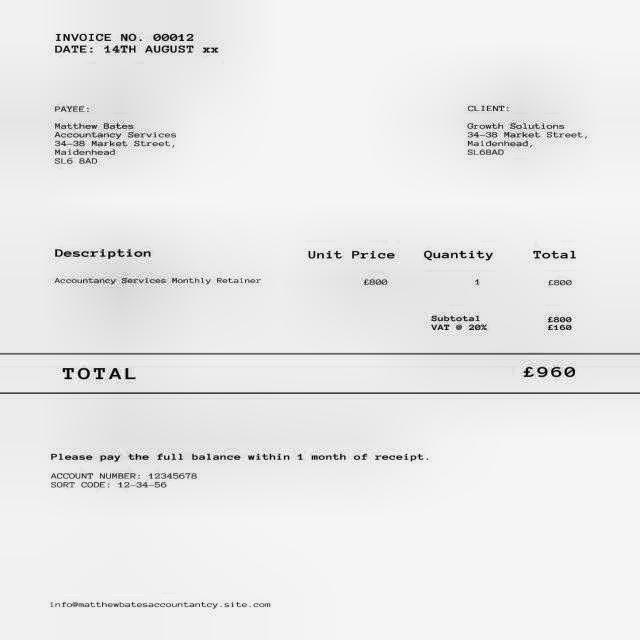 INVOICE NO. 00012
DATE: 14TH AUGUST xx
PAYEE:
Matthew Bates
Accountancy Services
34-38 Market Street,
Maidenhead
SL6 8AD
CLIENT:
Growth Solutions
34-38 Market Street,
Maidenhead,
SL68AD
Description Unit Price Quantity Total
Accountancy Services Monthly Retainer £800 1 £800
Subtotal £800
VAT @ 20% £160
TOTAL £960
Please pay the full balance within 1 month of receipt.
ACCOUNT NUMBER: 12345678
SORT CODE: 12-34-56
info@matthewbatesaccountantcy.site.com